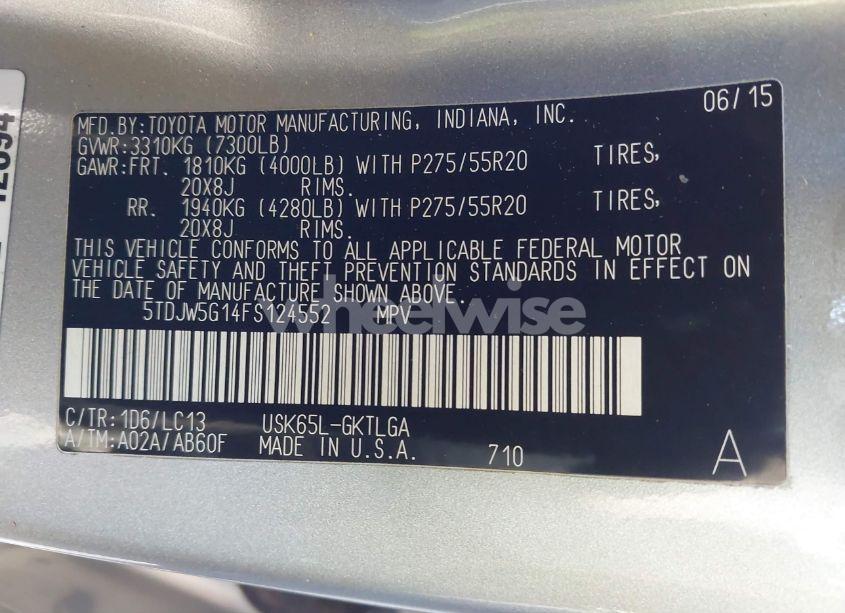 06/15
MFD.BY:TOYOTA MOTOR MANUFACTURING, INDIANA, INC.
GVWR:3310KG (7300LB)
GAWR:FRT. 1810KG (4000LB) WITH P275/55R20 TIRES,
20X8J RIMS.
RR. 1940KG (4280LB) WITH P275/55R20 TIRES,
20X8J RIMS.
THIS VEHICLE CONFORMS TO ALL APPLICABLE FEDERAL MOTOR
VEHICLE SAFETY AND THEFT PREVENTION STANDARDS IN EFFECT ON
THE DATE OF MANUFACTURE SHOWN ABOVE.
5TDJW5G14FS124552 MPV
wheelwise
C/TR:1D6/LC13 USK65L-GKTLGA
A/TM:A02A/AB60F MADE IN U.S.A. 710
A